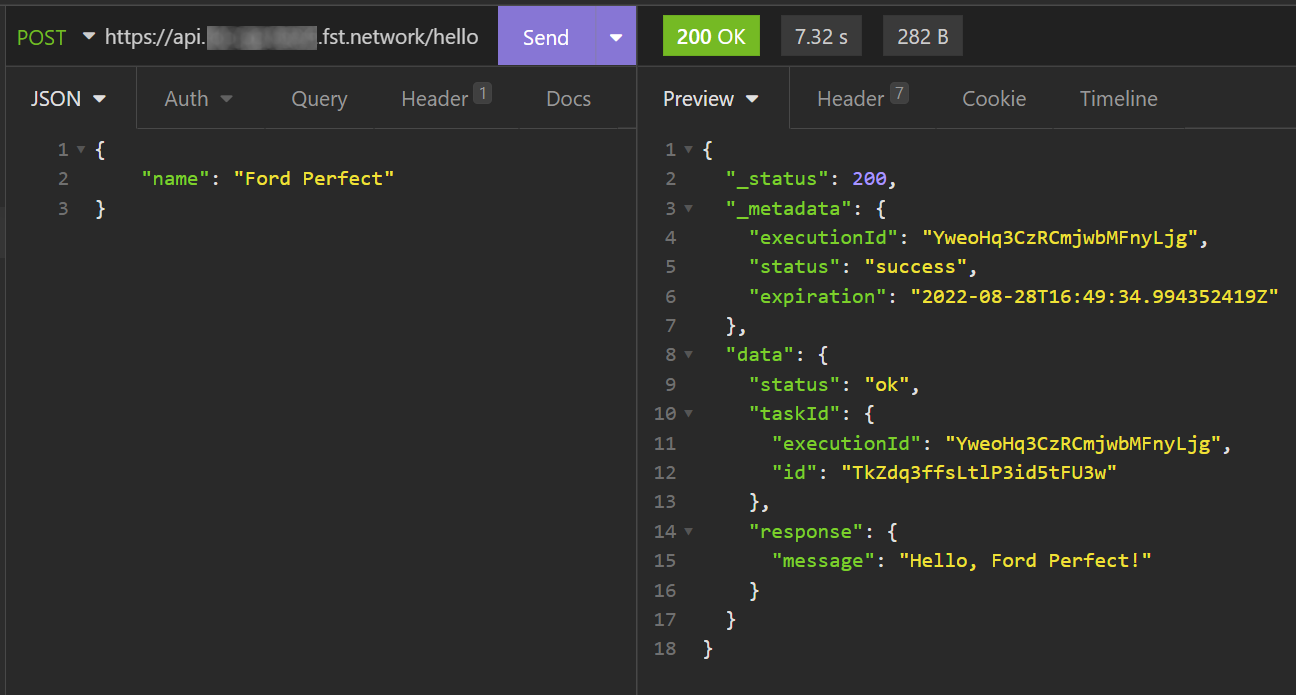 POST https://api. .fst.network/hello Send 200 OK 7.32 s 282 B
JSON Auth Query Header 1 Docs Preview Header 7 Cookie Timeline
1 {
2 "name": "Ford Perfect"
3 }
1 {
2 "_status": 200,
3 "_metadata": {
4 "executionId": "YweoHq3CzRCmjwbMFnyLjg",
5 "status": "success",
6 "expiration": "2022-08-28T16:49:34.994352419Z"
7 },
8 "data": {
9 "status": "ok",
10 "taskId": {
11 "executionId": "YweoHq3CzRCmjwbMFnyLjg",
12 "id": "TkZdq3ffsLtlP3id5tFU3w"
13 },
14 "response": {
15 "message": "Hello, Ford Perfect!"
16 }
17 }
18 }